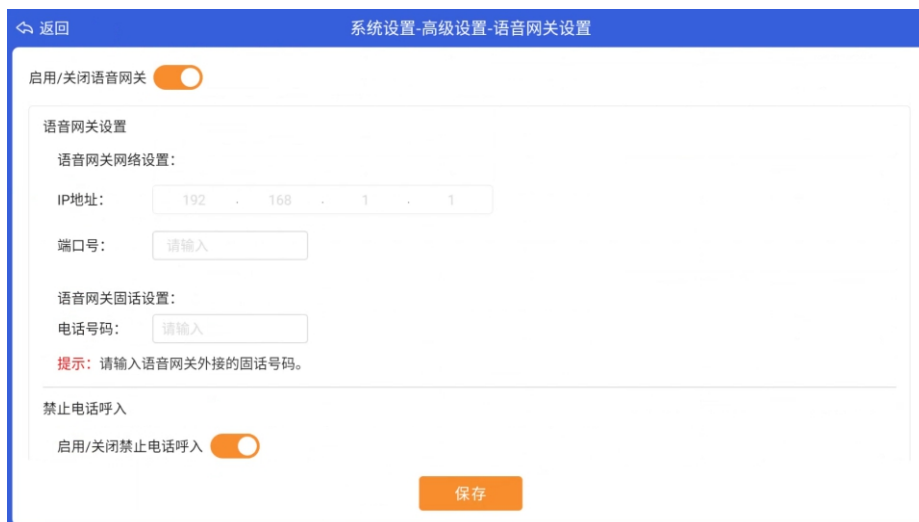 返回
系统设置-高级设置-语音网关设置
启用/关闭语音网关
语音网关设置
语音网关网络设置：
IP地址： 192 . 168 . 1 . 1
端口号： 请输入
语音网关固话设置：
电话号码： 请输入
提示：请输入语音网关外接的固话号码。
禁止电话呼入
启用/关闭禁止电话呼入
保存